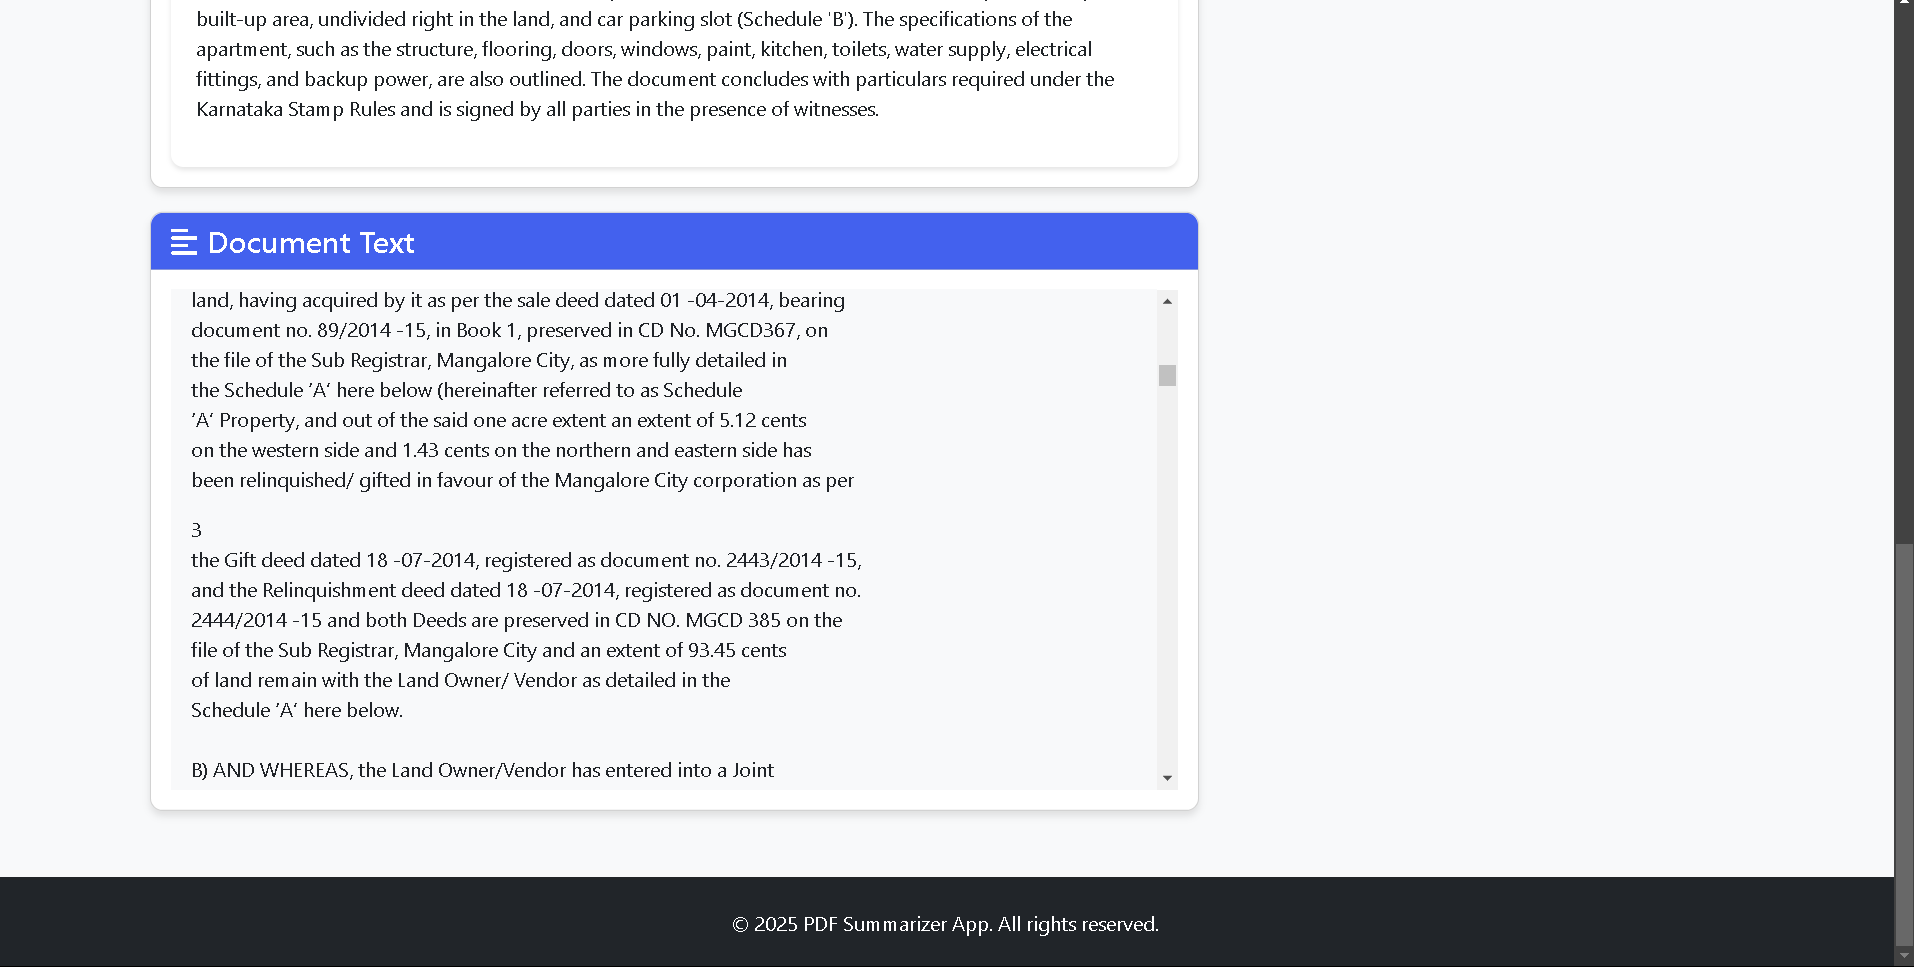 built-up area, undivided right in the land, and car parking slot (Schedule 'B'). The specifications of the
apartment, such as the structure, flooring, doors, windows, paint, kitchen, toilets, water supply, electrical
fittings, and backup power, are also outlined. The document concludes with particulars required under the
Karnataka Stamp Rules and is signed by all parties in the presence of witnesses.
Document Text
land, having acquired by it as per the sale deed dated 01 -04-2014, bearing
document no. 89/2014 -15, in Book 1, preserved in CD No. MGCD367, on
the file of the Sub Registrar, Mangalore City, as more fully detailed in
the Schedule ‘A’ here below (hereinafter referred to as Schedule
‘A’ Property, and out of the said one acre extent an extent of 5.12 cents
on the western side and 1.43 cents on the northern and eastern side has
been relinquished/ gifted in favour of the Mangalore City corporation as per
3
the Gift deed dated 18 -07-2014, registered as document no. 2443/2014 -15,
and the Relinquishment deed dated 18 -07-2014, registered as document no.
2444/2014 -15 and both Deeds are preserved in CD NO. MGCD 385 on the
file of the Sub Registrar, Mangalore City and an extent of 93.45 cents
of land remain with the Land Owner/ Vendor as detailed in the
Schedule ‘A’ here below.
B) AND WHEREAS, the Land Owner/Vendor has entered into a Joint
© 2025 PDF Summarizer App. All rights reserved.